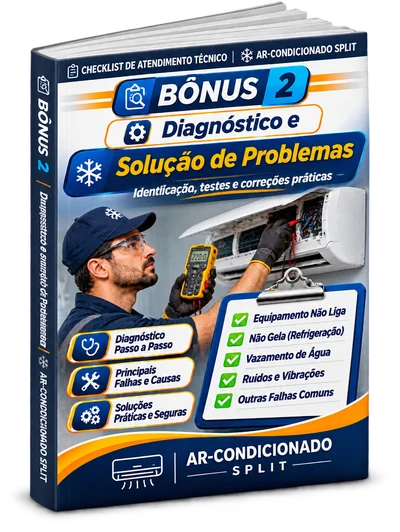 CHECKLIST DE ATENDIMENTO TÉCNICO | AR-CONDICIONADO SPLIT
BÔNUS 2
Diagnóstico e
Solução de Problemas
Identificação, testes e correções práticas
Equipamento Não Liga
Não Gela (Refrigeração)
Vazamento de Água
Ruídos e Vibrações
Outras Falhas Comuns
Diagnóstico
Passo a Passo
Principais
Falhas e Causas
Soluções
Práticas e Seguras
AR-CONDICIONADO
SPLIT
BÔNUS 2
AR-CONDICIONADO SPLIT